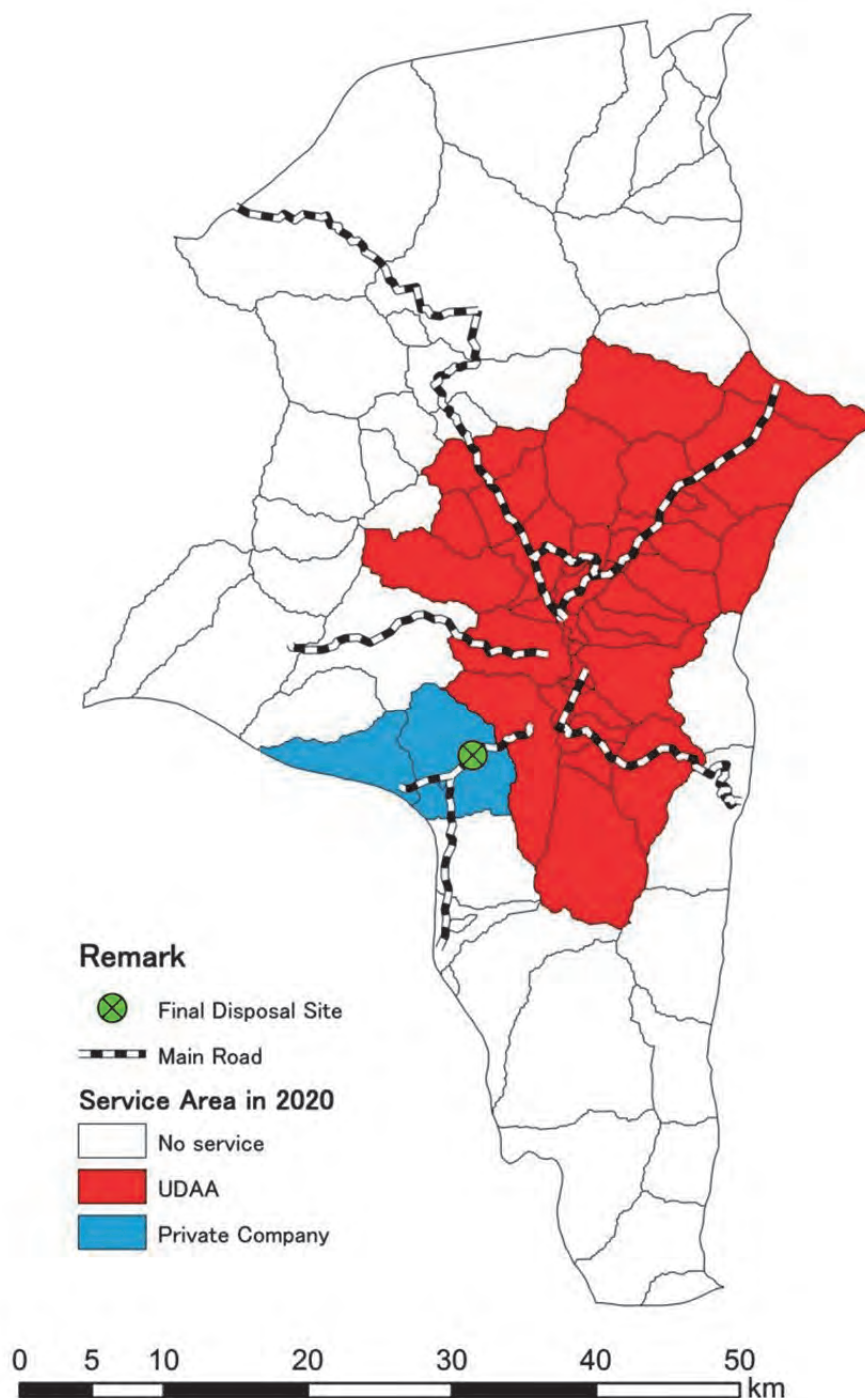 Remark
Final Disposal Site
Main Road
Service Area in 2020
No service
UDAA
Private Company
0 5 10 20 30 40 50
km